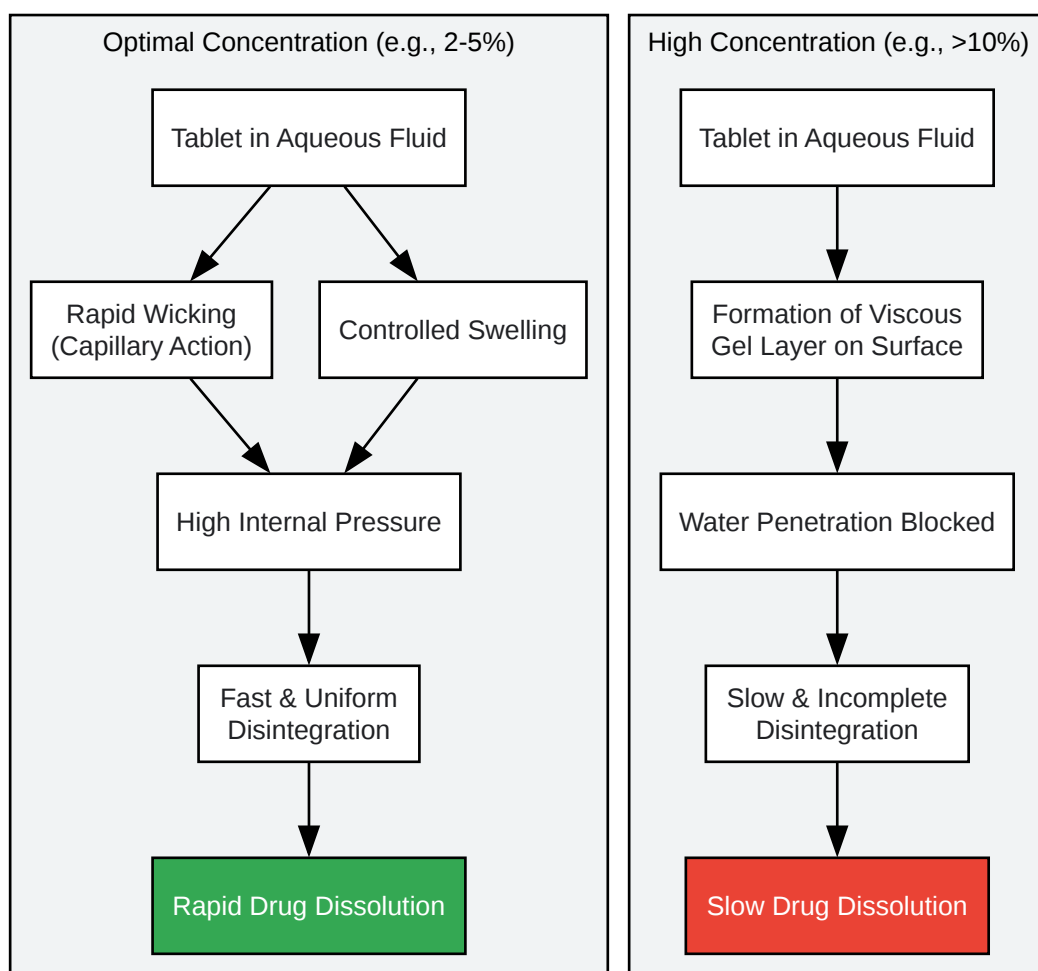 Optimal Concentration (e.g., 2-5%)
Tablet in Aqueous Fluid
Rapid Wicking
(Capillary Action)
Controlled Swelling
High Internal Pressure
Fast & Uniform
Disintegration
Rapid Drug Dissolution
High Concentration (e.g., >10%)
Tablet in Aqueous Fluid
Formation of Viscous
Gel Layer on Surface
Water Penetration Blocked
Slow & Incomplete
Disintegration
Slow Drug Dissolution